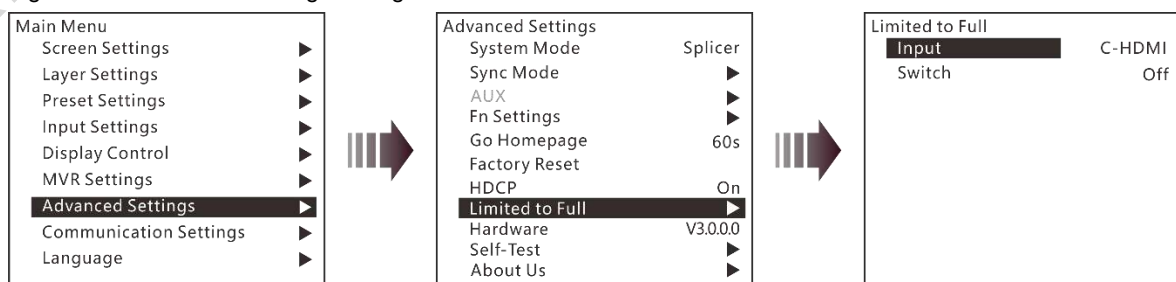 Main Menu
Screen Settings
Layer Settings
Preset Settings
Input Settings
Display Control
MVR Settings
Advanced Settings
Communication Settings
Language
Advanced Settings
System Mode Splicer
Sync Mode
AUX
Fn Settings
Go Homepage 60s
Factory Reset
HDCP On
Limited to Full
Hardware V3.0.0.0
Self-Test
About Us
Limited to Full
Input C-HDMI
Switch Off